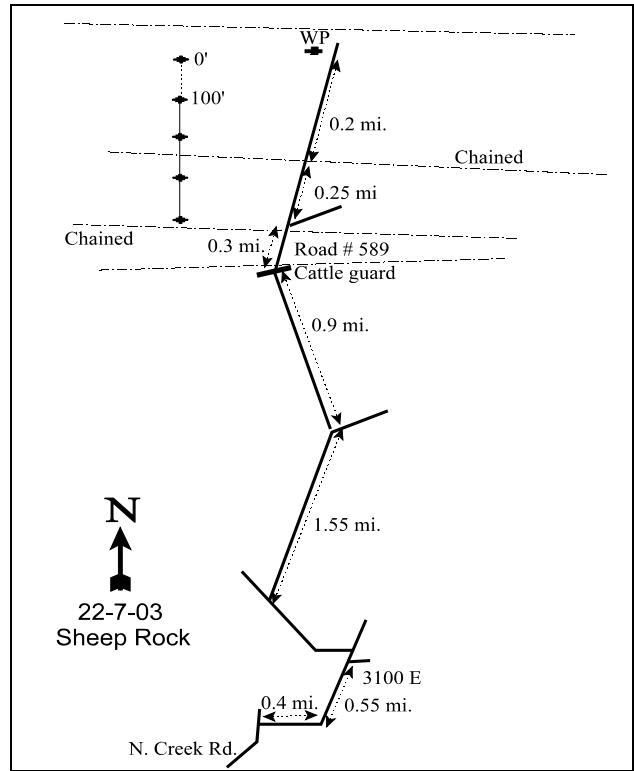 WP
0'
100'
0.2 mi.
Chained
0.25 mi
Chained
0.3 mi.
Road # 589
Cattle guard
0.9 mi.
N
1.55 mi.
22-7-03
Sheep Rock
3100 E
0.4 mi.
0.55 mi.
N. Creek Rd.